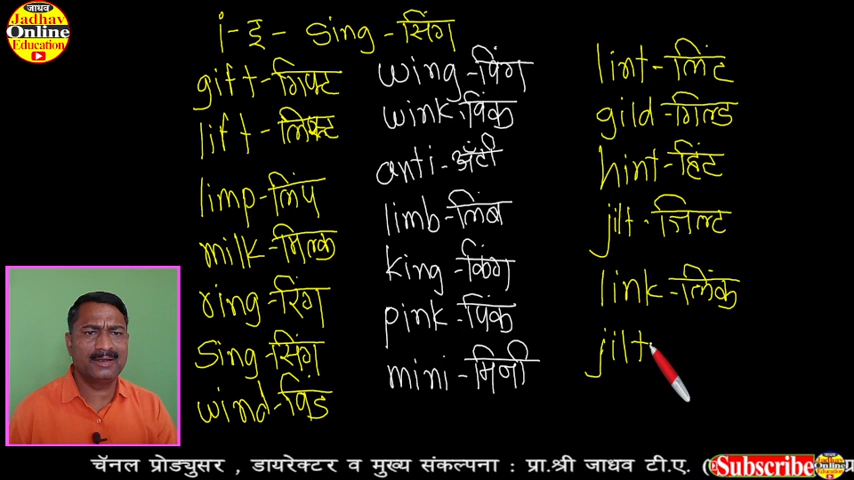 जाधव
Jadhav
Online
Education
i-इ- sing-सिंग
gift-गिफ्ट
lift-लिफ्ट
limp-लिंप
milk-मिल्क
ring-रिंग
sing-सिंग
wind-विंड
wing-विंग
wink-विंक
anti-अँटी
limb-लिंब
king-किंग
pink-पिंक
mini-मिनी
lint-लिंट
gild-गिल्ड
hint-हिंट
jilt-जिल्ट
link-लिंक
jilt
चॅनल प्रोड्युसर , डायरेक्टर व मुख्य संकल्पना : प्रा.श्री जाधव टी.ए. (
Subscribe